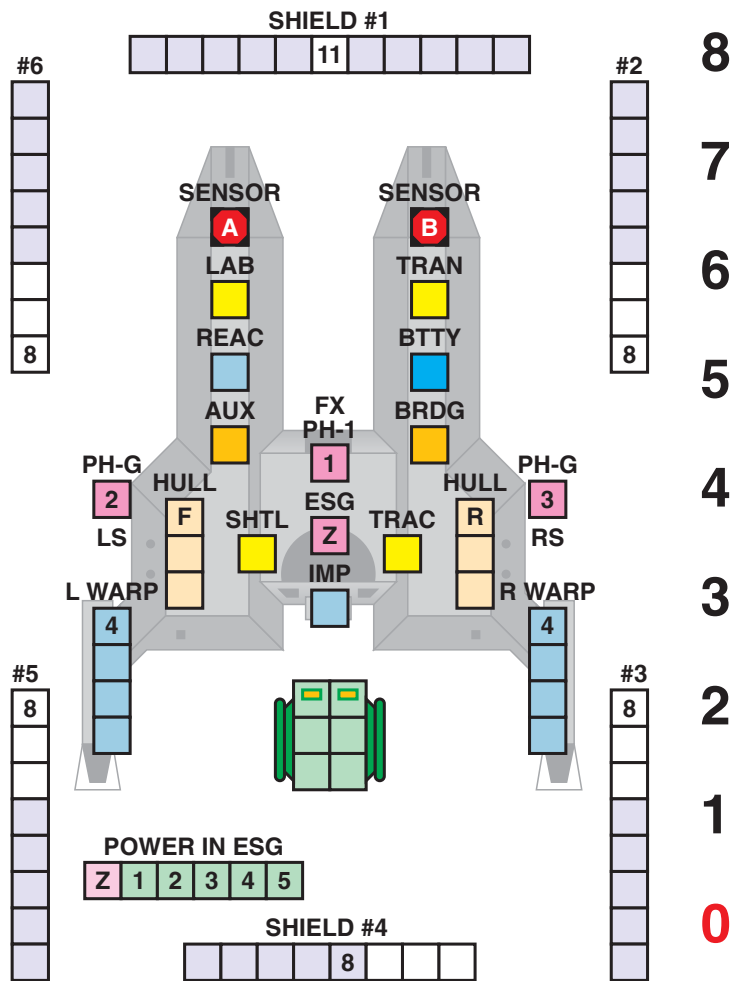 SHIELD #1
11
8
#6
#2
7
SENSOR SENSOR
A B
LAB TRAN
6
REAC BTTY
8 8
5
AUX FX BRDG
PH-1
1
PH-G HULL HULL PH-G
2 F ESG R 3
4
LS SHTL Z TRAC RS
IMP
L WARP R WARP
3
4 4
#5 #3
8 8
2
1
POWER IN ESG
Z 1 2 3 4 5
0
SHIELD #4
8